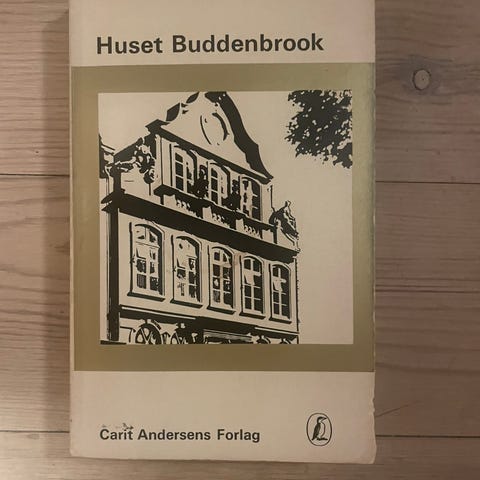 Huset Buddenbrook
Carit Andersens Forlag